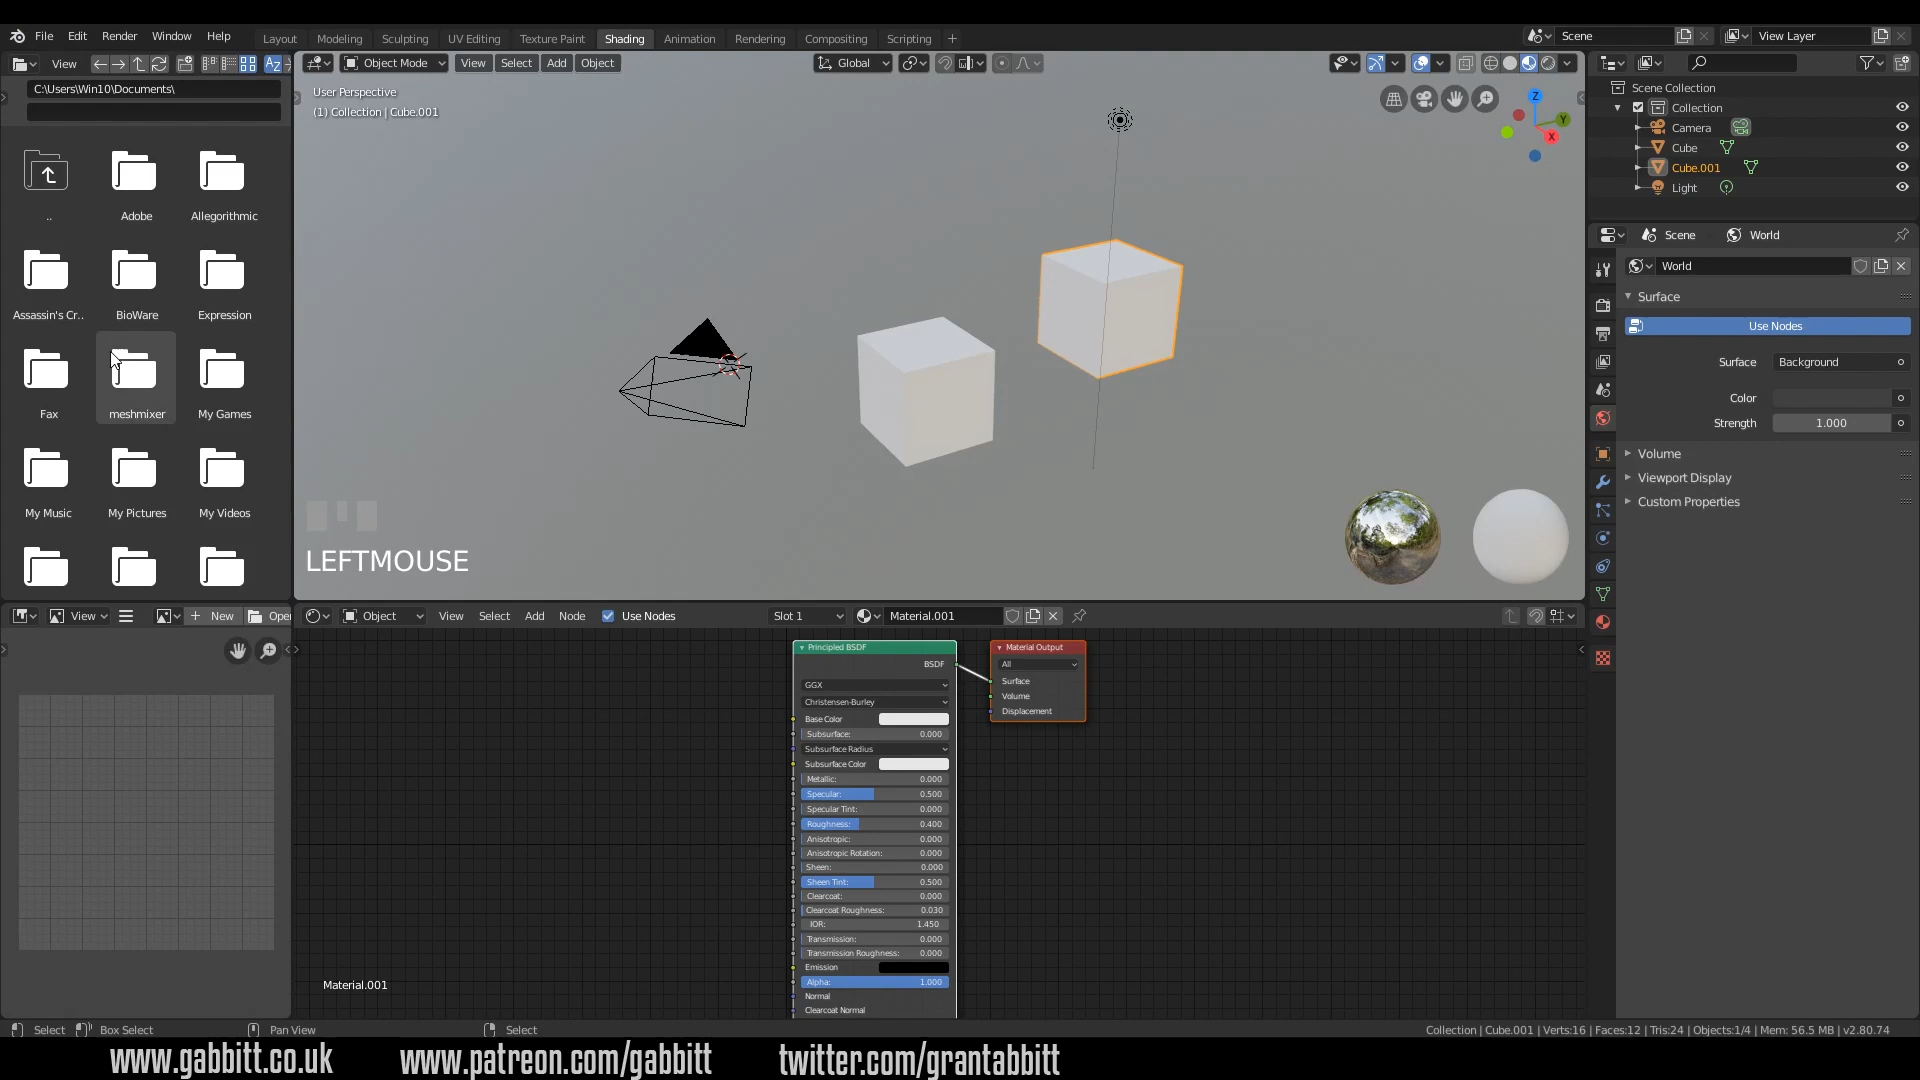 File Edit Render Window Help
Layout Modeling Sculpting UV Editing Texture Paint Shading Animation Rendering Compositing Scripting
Scene
View Layer
View
C:\Users\Win10\Documents\
..
Adobe
Allegorithmic
Assassin's Cr..
BioWare
Expression
Fax
meshmixer
My Games
My Music
My Pictures
My Videos
Object Mode View Select Add Object
Global
User Perspective
(1) Collection | Cube.001
Z
Y
X
LEFTMOUSE
Scene Collection
Collection
Camera
Cube
Cube.001
Light
Scene World
World
Surface
Use Nodes
Surface Background
Color
Strength 1.000
Volume
Viewport Display
Custom Properties
View New Open
Object View Select Add Node Use Nodes Slot 1 Material.001
Principled BSDF
BSDF
GGX
Christensen-Burley
Base Color
Subsurface: 0.000
Subsurface Radius
Subsurface Color
Metallic: 0.000
Specular: 0.500
Specular Tint: 0.000
Roughness: 0.400
Anisotropic: 0.000
Anisotropic Rotation: 0.000
Sheen: 0.000
Sheen Tint: 0.500
Clearcoat: 0.000
Clearcoat Roughness: 0.030
IOR: 1.450
Transmission: 0.000
Transmission Roughness: 0.000
Emission
Alpha: 1.000
Normal
Clearcoat Normal
Material Output
All
Surface
Volume
Displacement
Material.001
Select Box Select Pan View Select
Collection | Cube.001 | Verts:16 | Faces:12 | Tris:24 | Objects:1/4 | Mem: 56.5 MB | v2.80.74
www.gabbitt.co.uk www.patreon.com/gabbitt twitter.com/grantabbitt